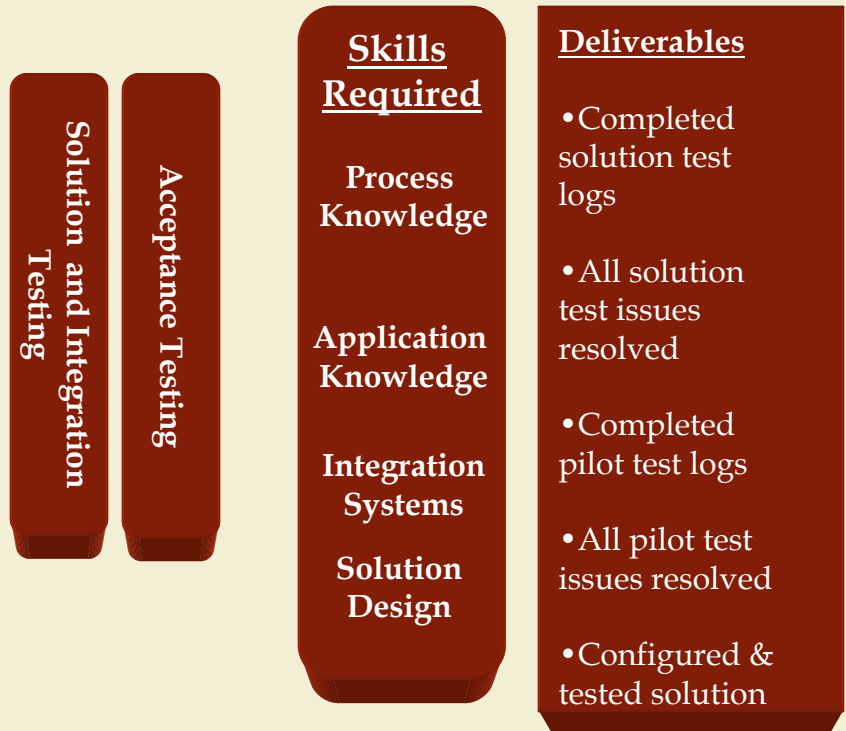 Solution and Integration
Testing
Acceptance Testing
Skills
Required
Process
Knowledge
Application
Knowledge
Integration
Systems
Solution
Design
Deliverables
•Completed
solution test
logs
•All solution
test issues
resolved
•Completed
pilot test logs
•All pilot test
issues resolved
•Configured &
tested solution